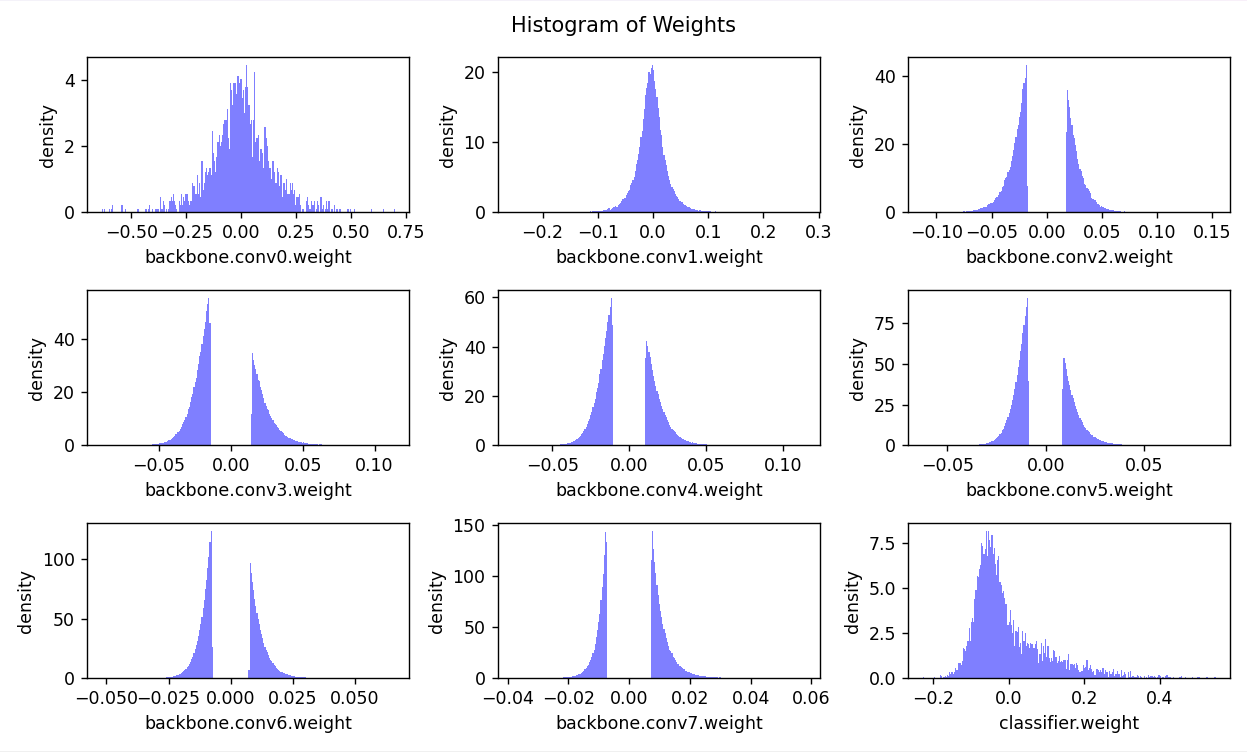 Histogram of Weights
density
4
2
0
−0.50 −0.25 0.00 0.25 0.50 0.75
backbone.conv0.weight
density
20
10
0
−0.2 −0.1 0.0 0.1 0.2 0.3
backbone.conv1.weight
density
40
20
0
−0.10 −0.05 0.00 0.05 0.10 0.15
backbone.conv2.weight
density
40
20
0
−0.05 0.00 0.05 0.10
backbone.conv3.weight
density
60
40
20
0
−0.05 0.00 0.05 0.10
backbone.conv4.weight
density
75
50
25
0
−0.05 0.00 0.05
backbone.conv5.weight
density
100
50
0
−0.050 −0.025 0.000 0.025 0.050
backbone.conv6.weight
density
150
100
50
0
−0.04 −0.02 0.00 0.02 0.04 0.06
backbone.conv7.weight
density
7.5
5.0
2.5
0.0
−0.2 0.0 0.2 0.4
classifier.weight